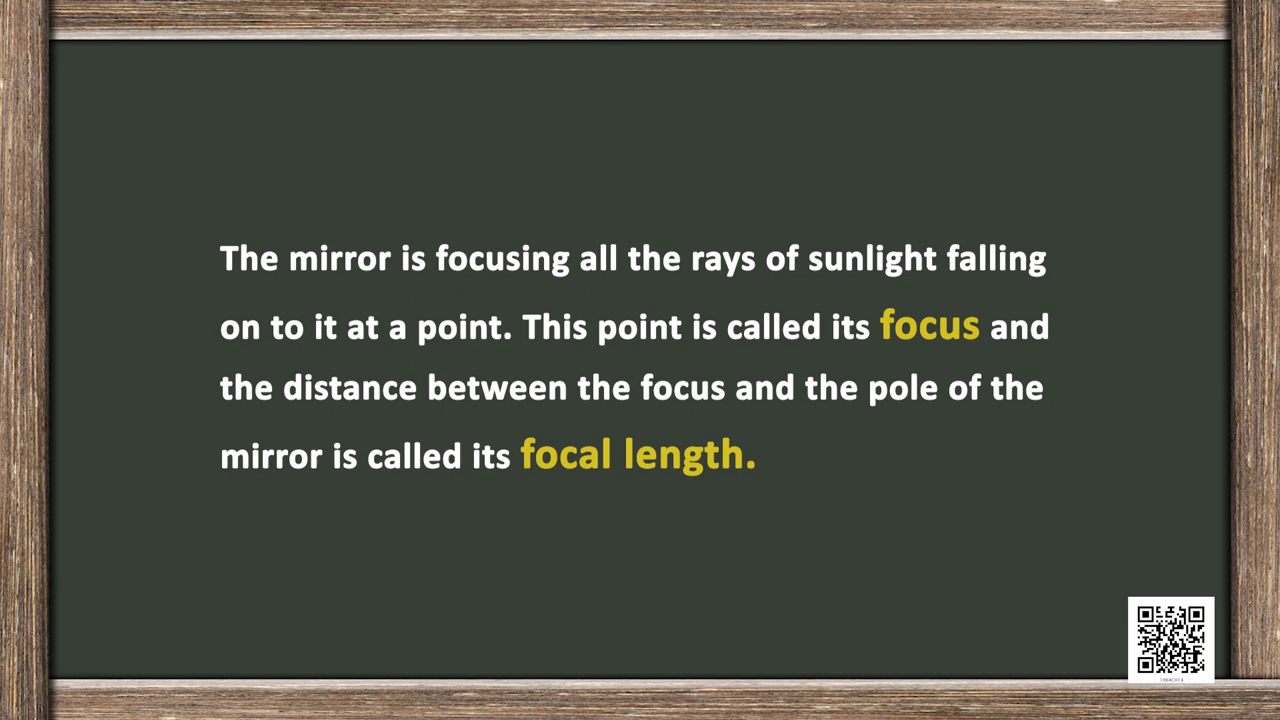 The mirror is focusing all the rays of sunlight falling
on to it at a point. This point is called its focus and
the distance between the focus and the pole of the
mirror is called its focal length.